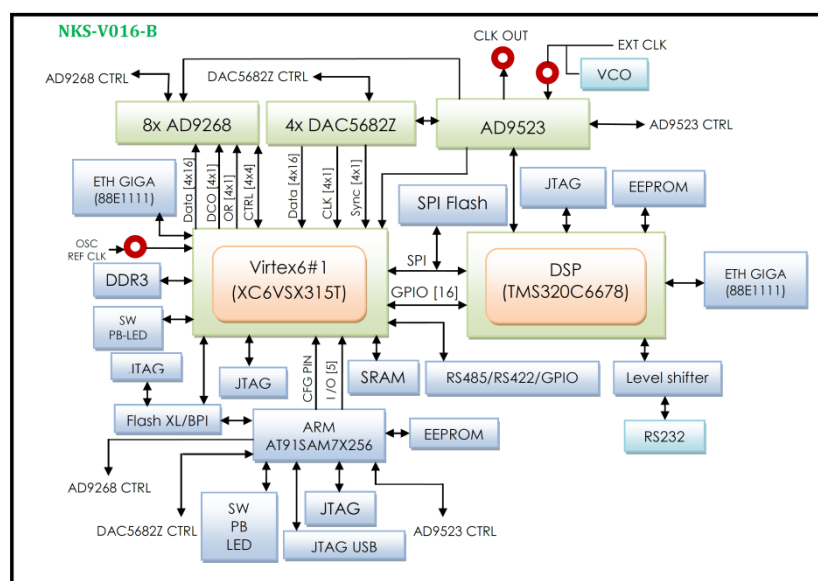 NKS-V016-B
CLK OUT
EXT CLK
VCO
AD9268 CTRL
DAC5682Z CTRL
8x AD9268
4x DAC5682Z
AD9523
AD9523 CTRL
ETH GIGA
(88E1111)
Data [4x16]
DCO [4x1]
OR [4x1]
CTRL [4x4]
Data [4x16]
CLK [4x1]
Sync [4x1]
SPI Flash
JTAG
EEPROM
OSC
REF CLK
Virtex6#1
(XC6VSX315T)
SPI
GPIO [16]
DSP
(TMS320C6678)
ETH GIGA
(88E1111)
DDR3
SW
PB-LED
JTAG
JTAG
CFG PIN
I/O [5]
SRAM
RS485/RS422/GPIO
Level shifter
Flash XL/BPI
ARM
AT91SAM7X256
EEPROM
RS232
AD9268 CTRL
DAC5682Z CTRL
SW
PB
LED
JTAG
JTAG USB
AD9523 CTRL